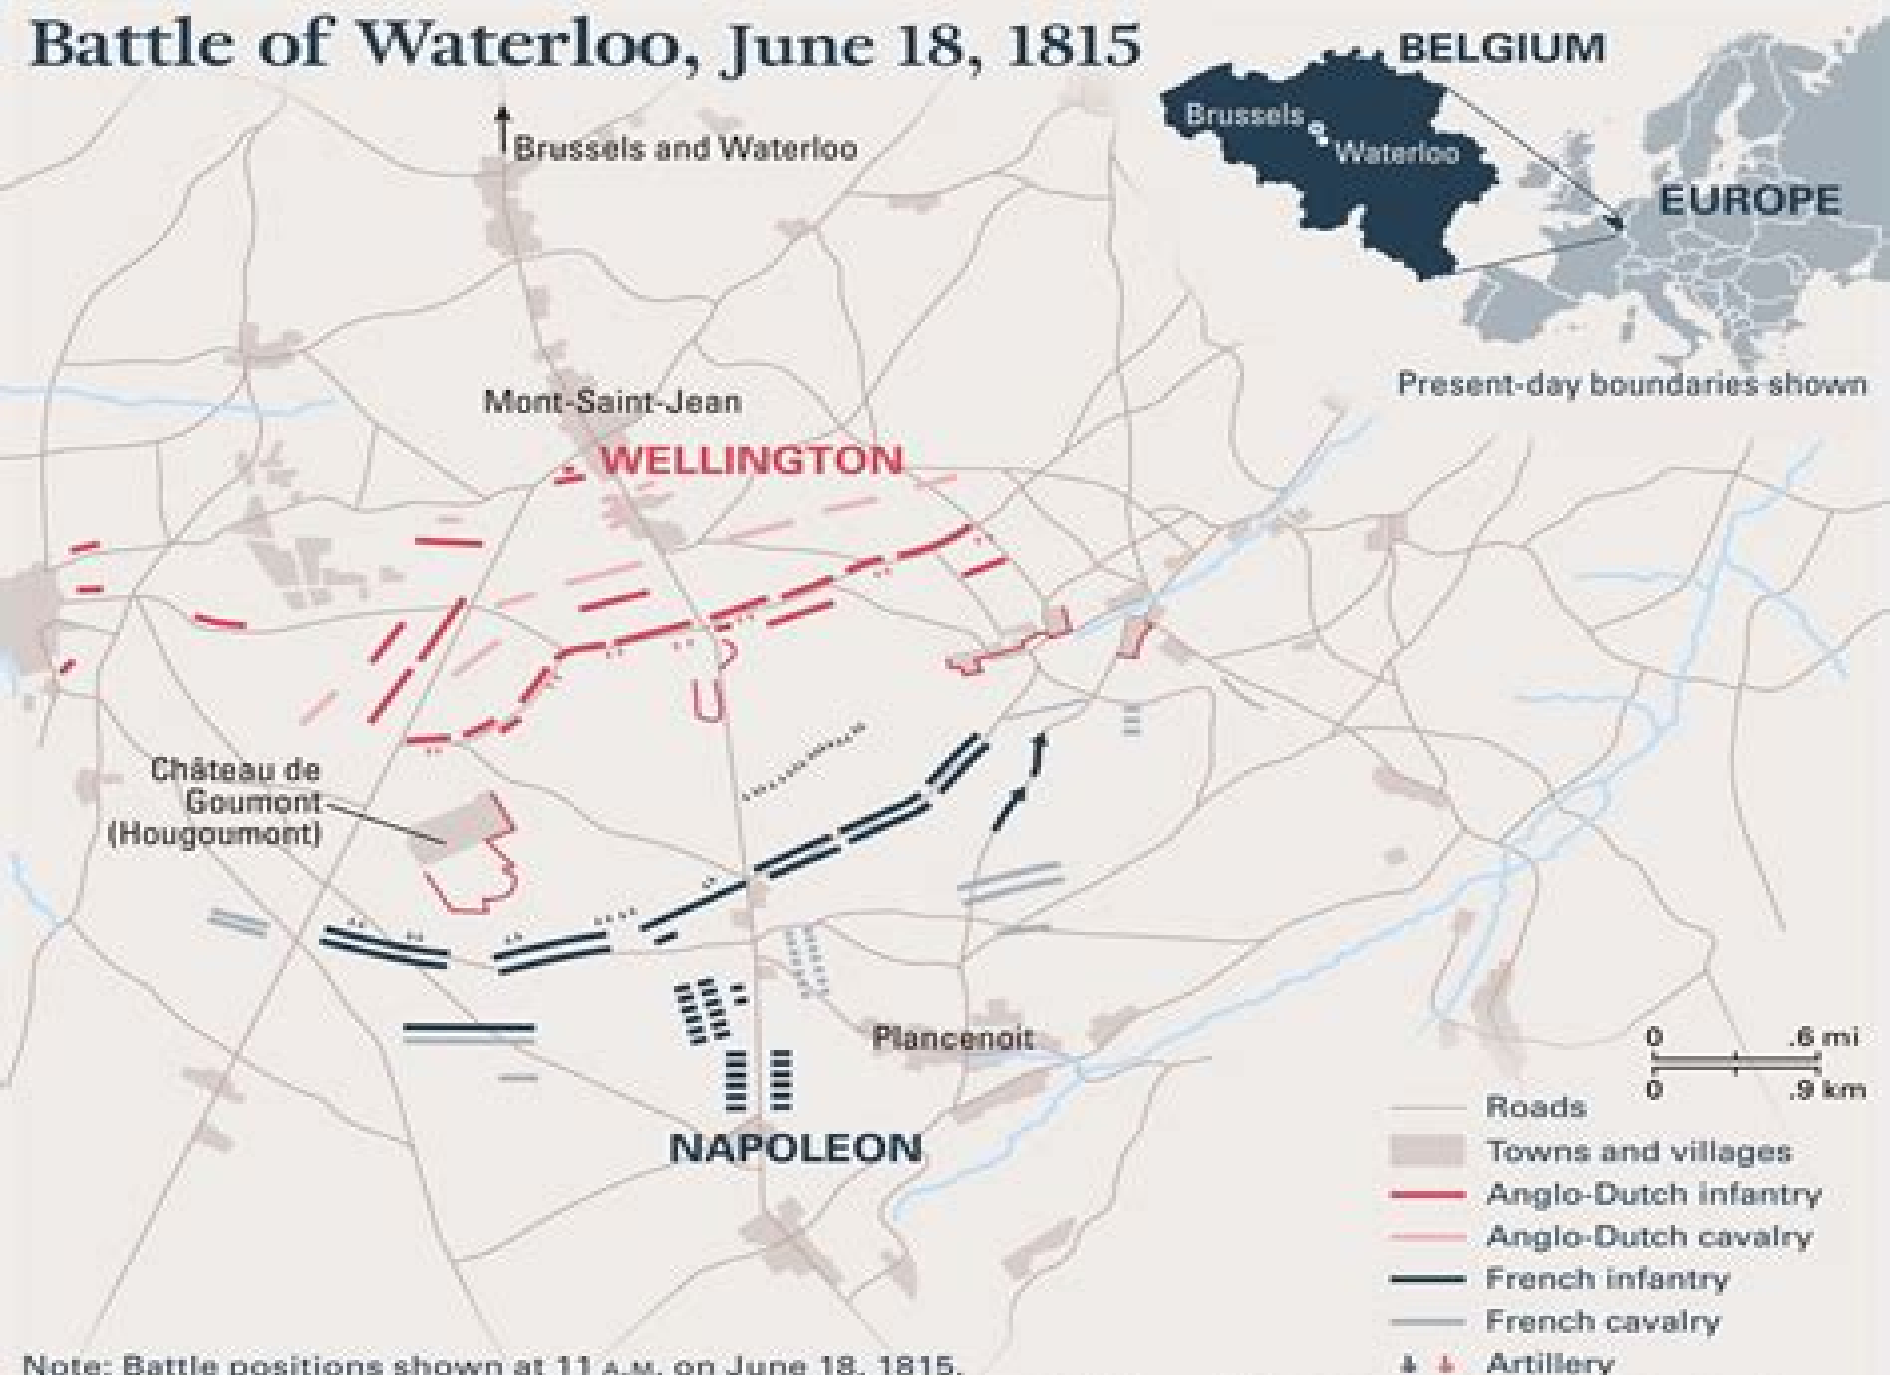 Battle of Waterloo, June 18, 1815
BELGIUM
Brussels
Waterloo
EUROPE
Present-day boundaries shown
Brussels and Waterloo
Mont-Saint-Jean
WELLINGTON
Château de
Goumont
(Hougoumont)
Plancenoit
NAPOLEON
0 .6 mi
0 .9 km
Roads
Towns and villages
Anglo-Dutch infantry
Anglo-Dutch cavalry
French infantry
French cavalry
Artillery
Note: Battle positions shown at 11 A.M. on June 18, 1815.